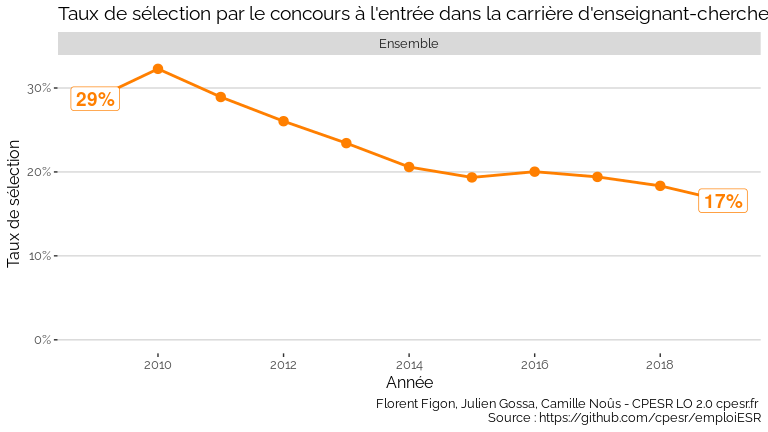 Taux de sélection par le concours à l'entrée dans la carrière d'enseignant-cherche
Ensemble
Taux de sélection
30%
20%
10%
0%
29%
17%
2010
2012
2014
2016
2018
Année
Florent Figon, Julien Gossa, Camille Noûs - CPESR LO 2.0 cpesr.fr
Source : https://github.com/cpesr/emploiESR